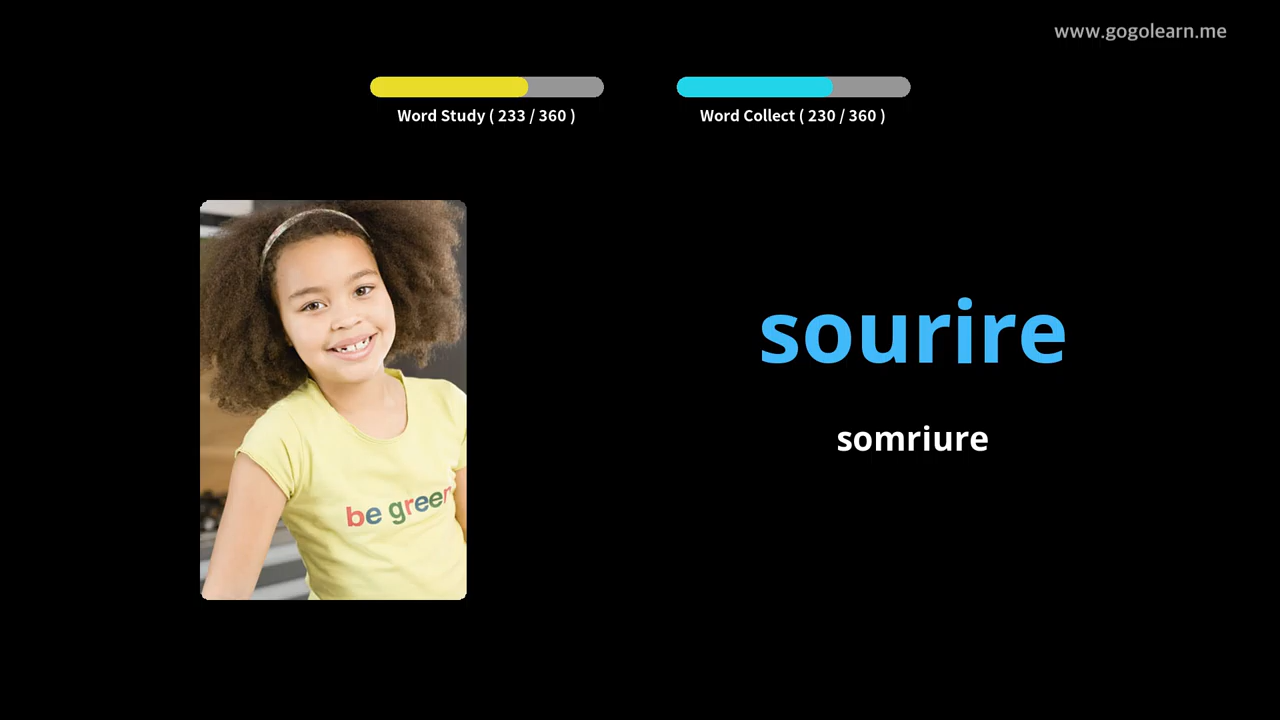 www.gogolearn.me
Word Study ( 233 / 360 )
Word Collect ( 230 / 360 )
sourire
somriure
be green